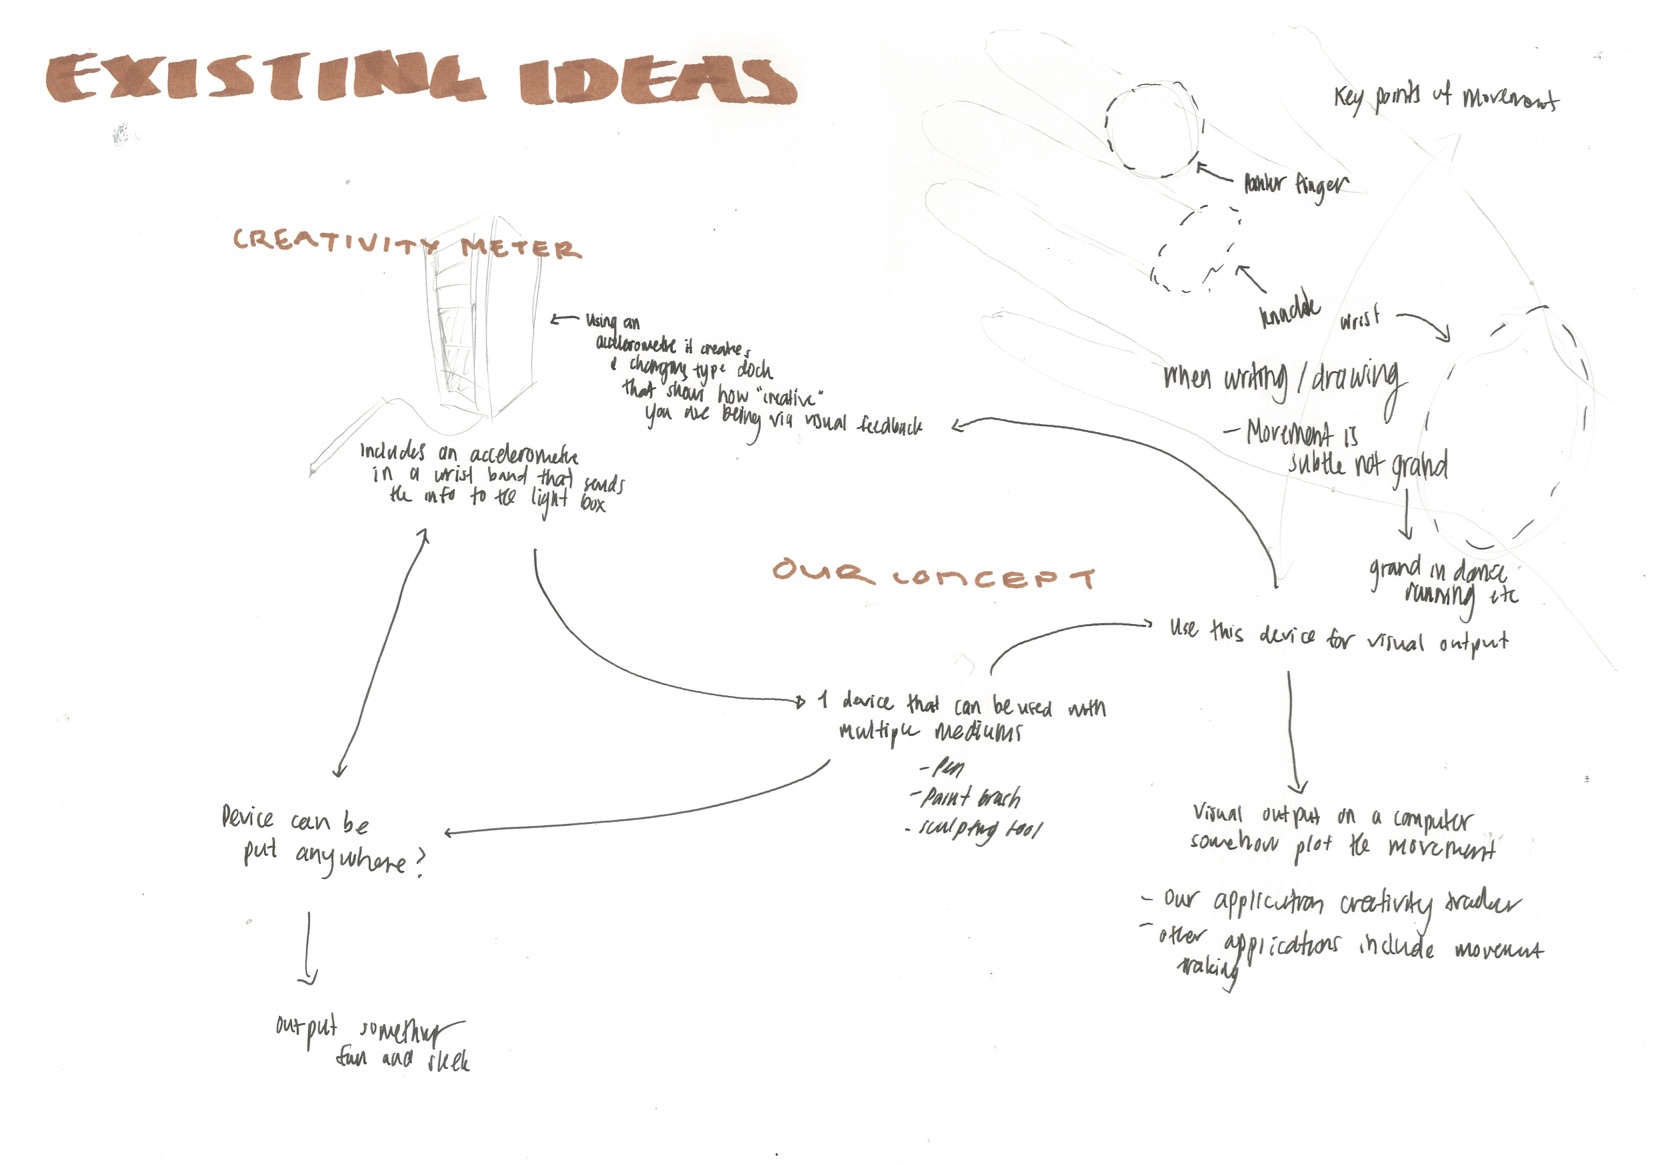 EXISTING IDEAS
Key points of movement
pointer finger
knuckle
wrist
when writing / drawing
- Movement is
subtle not grand
grand in dance
running etc
CREATIVITY METER
Using an
accelerometer it creates
a changing type clock
that shows how "creative"
you are being via visual feedback
Includes an accelerometer
in a wrist band that sends
the info to the light box
OUR CONCEPT
Use this device for visual output
1 device that can be used with
multiple mediums
- Pen
- Paint brush
- sculpting tool
Device can be
put anywhere?
Output something
fun and sleek
Visual output on a computer
somehow plot the movement
- Our application creativity tracker
- other applications include movement
traking